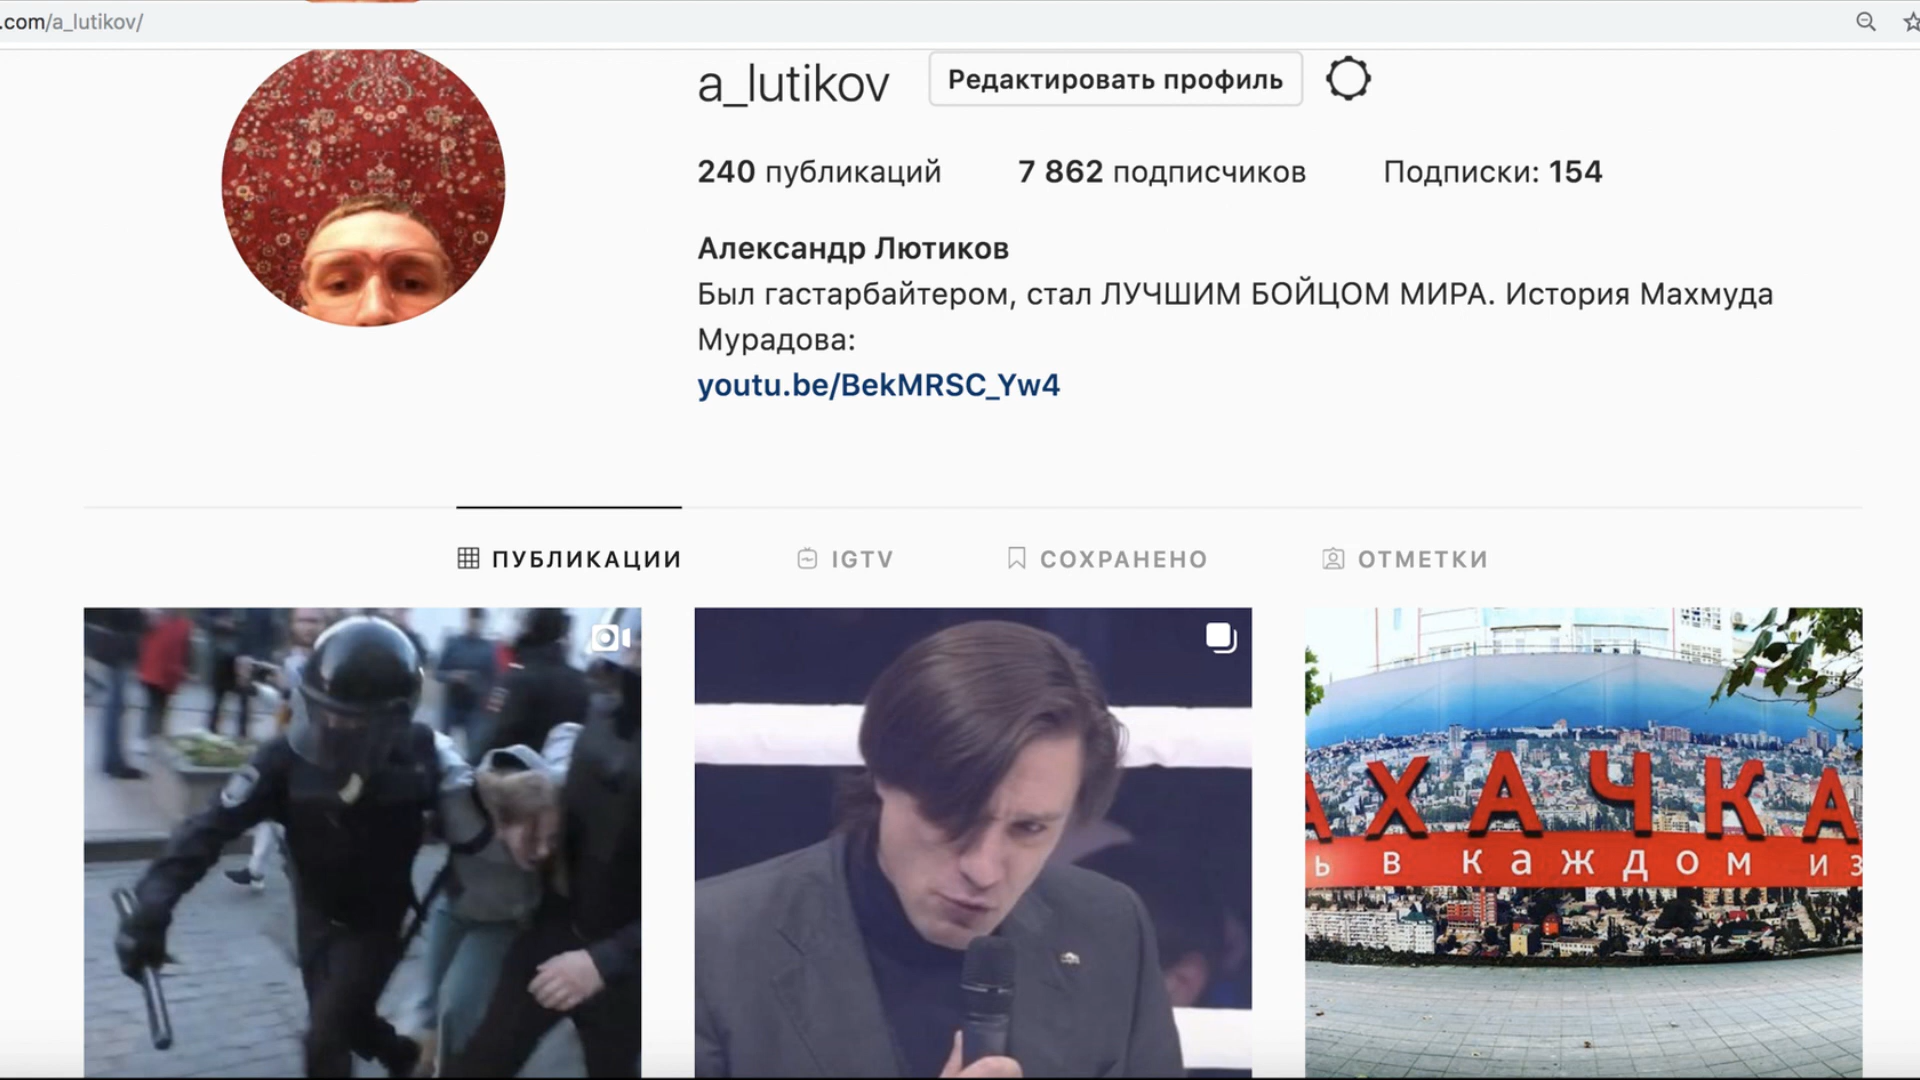 .com/a_lutikov/
a_lutikov Редактировать профиль
240 публикаций 7 862 подписчиков Подписки: 154
Александр Лютиков
Был гастарбайтером, стал ЛУЧШИМ БОЙЦОМ МИРА. История Махмуда
Мурадова:
youtu.be/BekMRSC_Yw4
ПУБЛИКАЦИИ IGTV СОХРАНЕНО ОТМЕТКИ
АХАЧКА
ь в каждом из